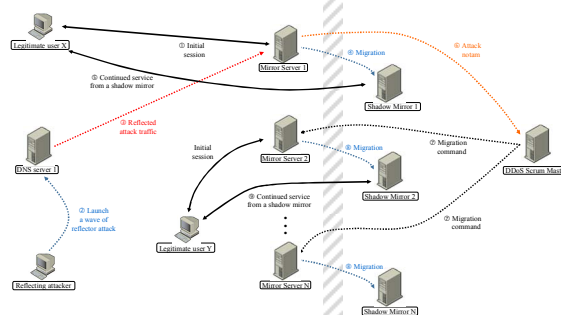 Legitimate user X
① Initial
session
Mirror Server 1
④ Migration
⑥ Attack
notam
⑤ Continued service
from a shadow mirror
Shadow Mirror 1
③ Reflected
attack traffic
DNS server 1
Initial
session
Mirror Server 2
⑧ Migration
⑦ Migration
command
DDoS Scrum Mast
Shadow Mirror 2
⑨ Continued service
from a shadow mirror
② Launch
a wave of
reflector attack
Legitimate user Y
⑦ Migration
command
Reflecting attacker
Mirror Server N
⑧ Migration
Shadow Mirror N